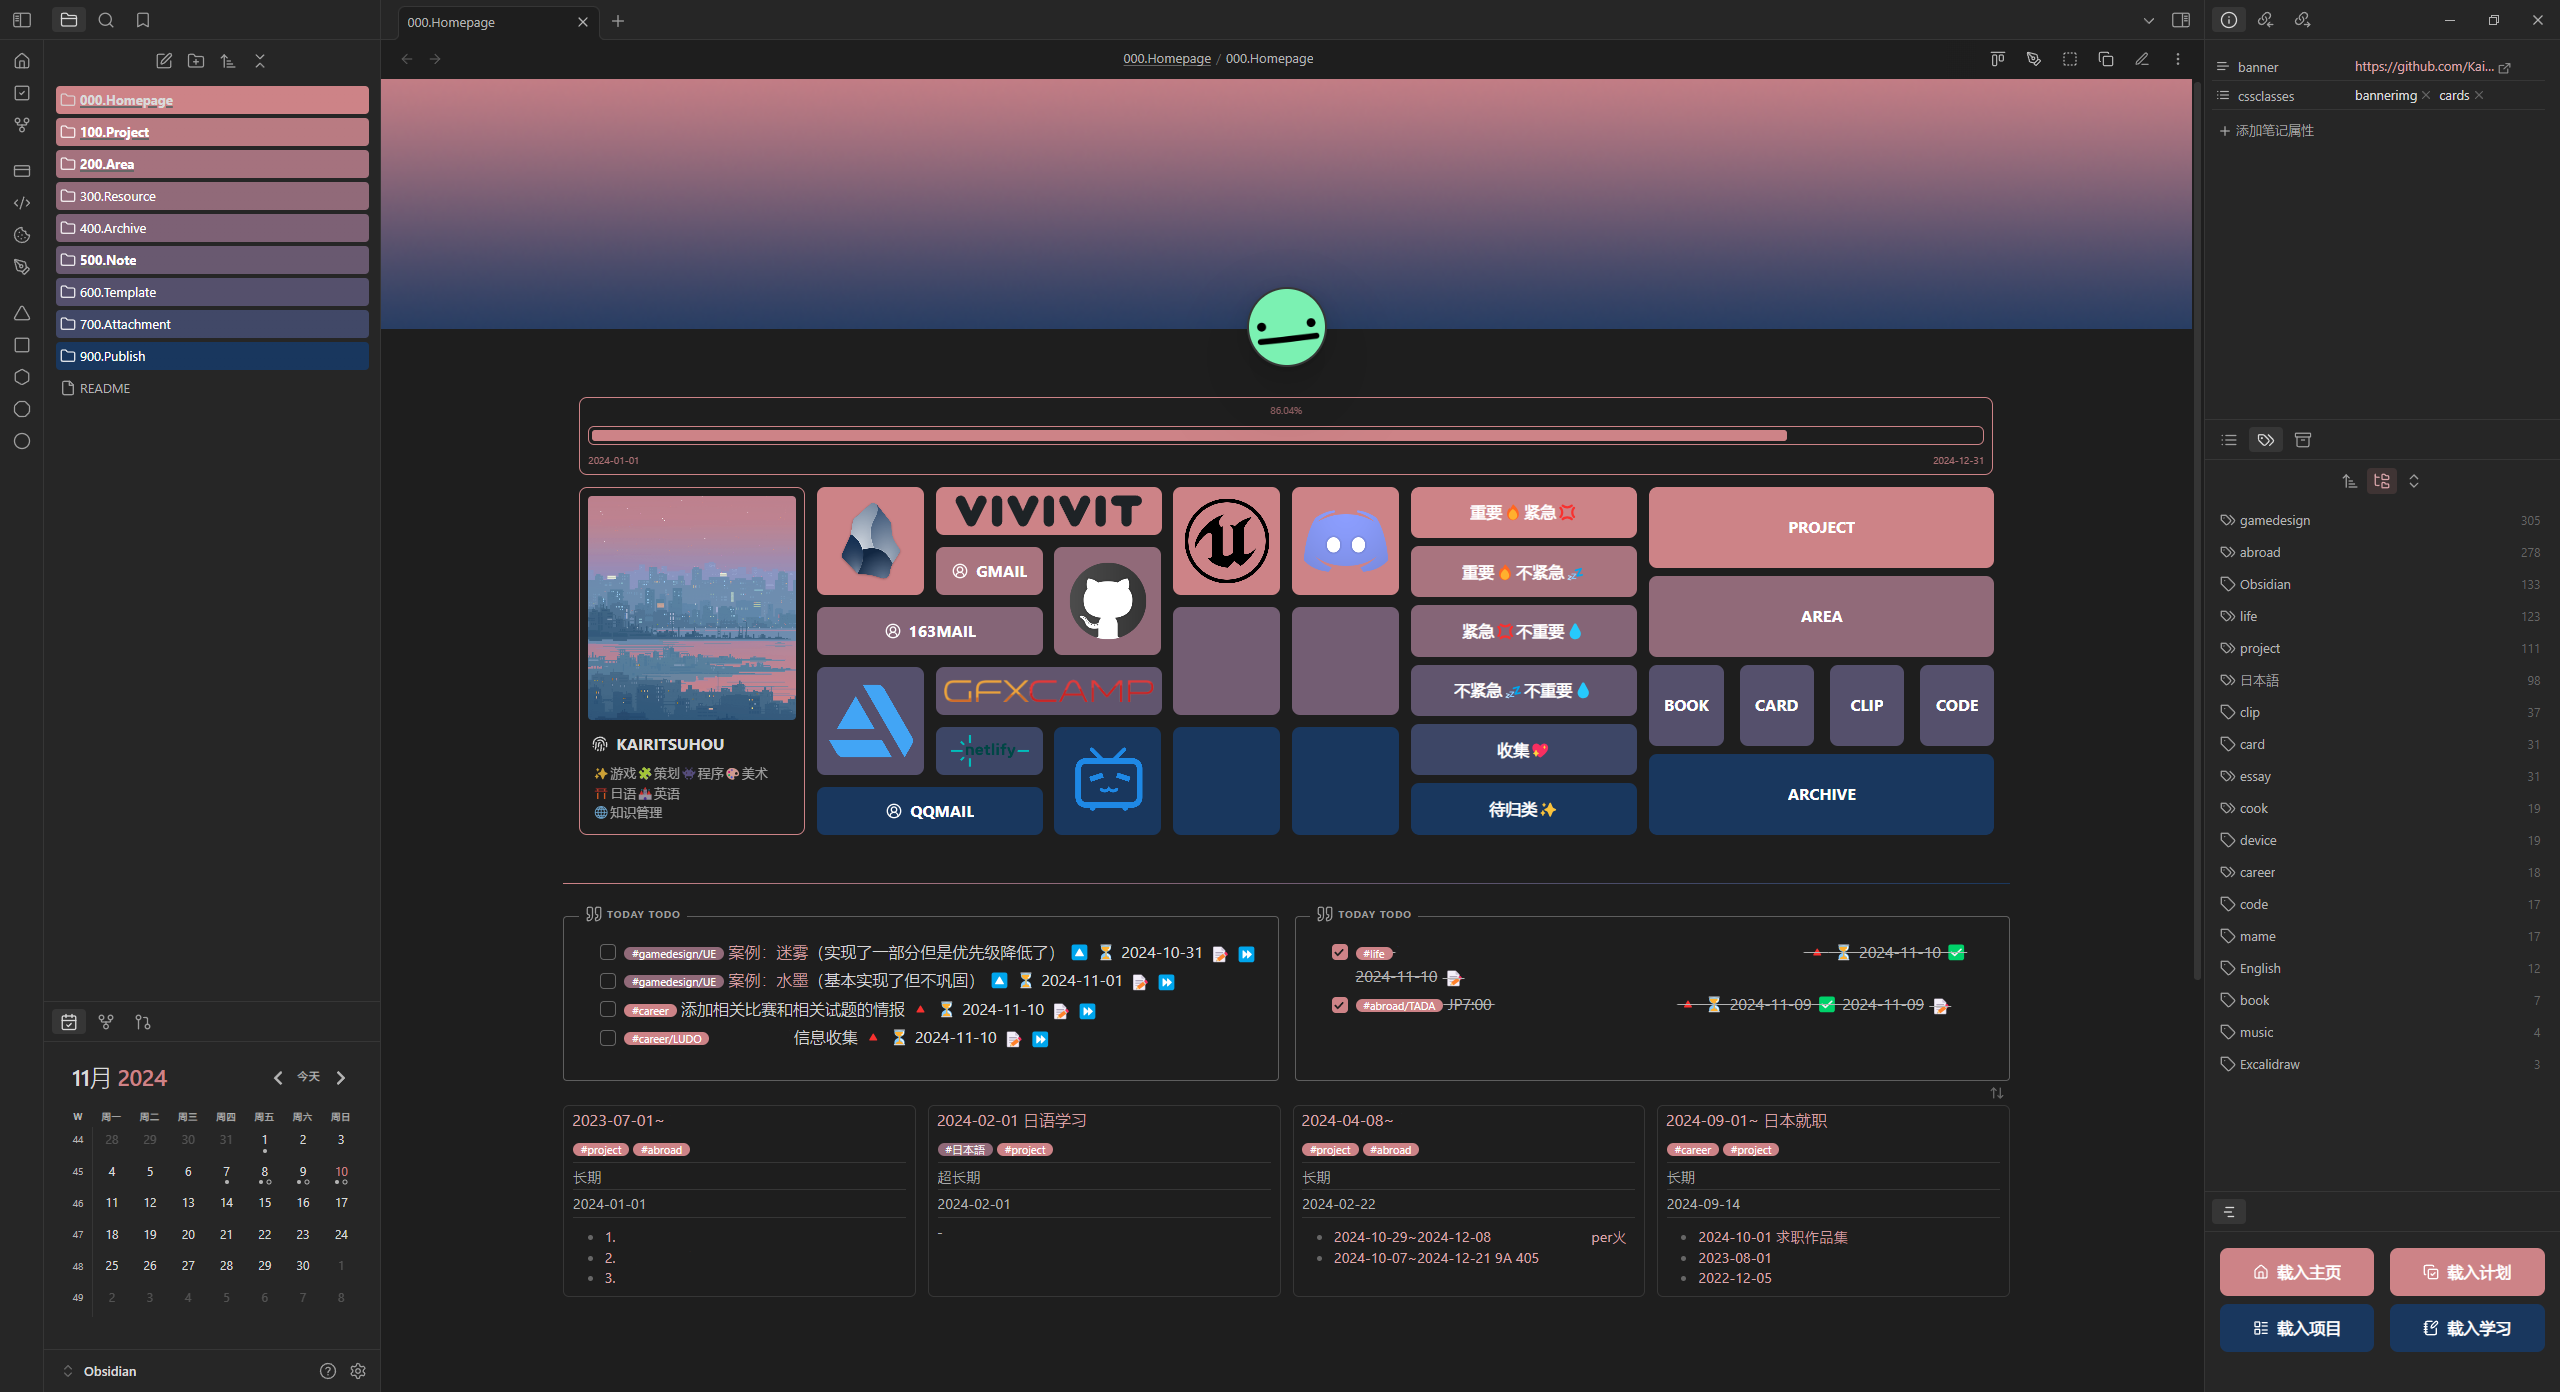 000.Homepage
000.Homepage / 000.Homepage
000.Homepage
100.Project
200.Area
300.Resource
400.Archive
500.Note
600.Template
700.Attachment
900.Publish
README
11月 2024
今天
W 周一 周二 周三 周四 周五 周六 周日
44 28 29 30 31 1 2 3
45 4 5 6 7 8 9 10
46 11 12 13 14 15 16 17
47 18 19 20 21 22 23 24
48 25 26 27 28 29 30 1
49 2 3 4 5 6 7 8
Obsidian
86.04%
2024-01-01 2024-12-31
KAIRITSUHOU
✨游戏🧩策划👾程序🎨美术
⛩️日语🏰英语
🌐知识管理
VIVIVIT
GMAIL
163MAIL
GFXCAMP
netlify
QQMAIL
重要🔥紧急💢
重要🔥不紧急💤
紧急💢不重要💧
不紧急💤不重要💧
收集💖
待归类✨
PROJECT
AREA
BOOK CARD CLIP CODE
ARCHIVE
TODAY TODO
#gamedesign/UE 案例：迷雾（实现了一部分但是优先级降低了） 🔼 ⏳ 2024-10-31 📝 ⏩
#gamedesign/UE 案例：水墨（基本实现了但不巩固） 🔼 ⏳ 2024-11-01 📝 ⏩
#career 添加相关比赛和相关试题的情报 🔺 ⏳ 2024-11-10 📝 ⏩
#career/LUDO 信息收集 🔺 ⏳ 2024-11-10 📝 ⏩
TODAY TODO
#life 🔺 ⏳ 2024-11-10 ✅
2024-11-10 📝
#abroad/TADA JP7:00 🔺 ⏳ 2024-11-09 ✅ 2024-11-09 📝
2023-07-01~
#project #abroad
长期
2024-01-01
1.
2.
3.
2024-02-01 日语学习
#日本語 #project
超长期
2024-02-01
-
2024-04-08~
#project #abroad
长期
2024-02-22
2024-10-29~2024-12-08 per火
2024-10-07~2024-12-21 9A 405
2024-09-01~ 日本就职
#career #project
长期
2024-09-14
2024-10-01 求职作品集
2023-08-01
2022-12-05
banner https://github.com/Kai...
cssclasses bannerimg × cards ×
添加笔记属性
gamedesign 305
abroad 278
Obsidian 133
life 123
project 111
日本語 98
clip 37
card 31
essay 31
cook 19
device 19
career 18
code 17
mame 17
English 12
book 7
music 4
Excalidraw 3
载入主页 载入计划
载入项目 载入学习